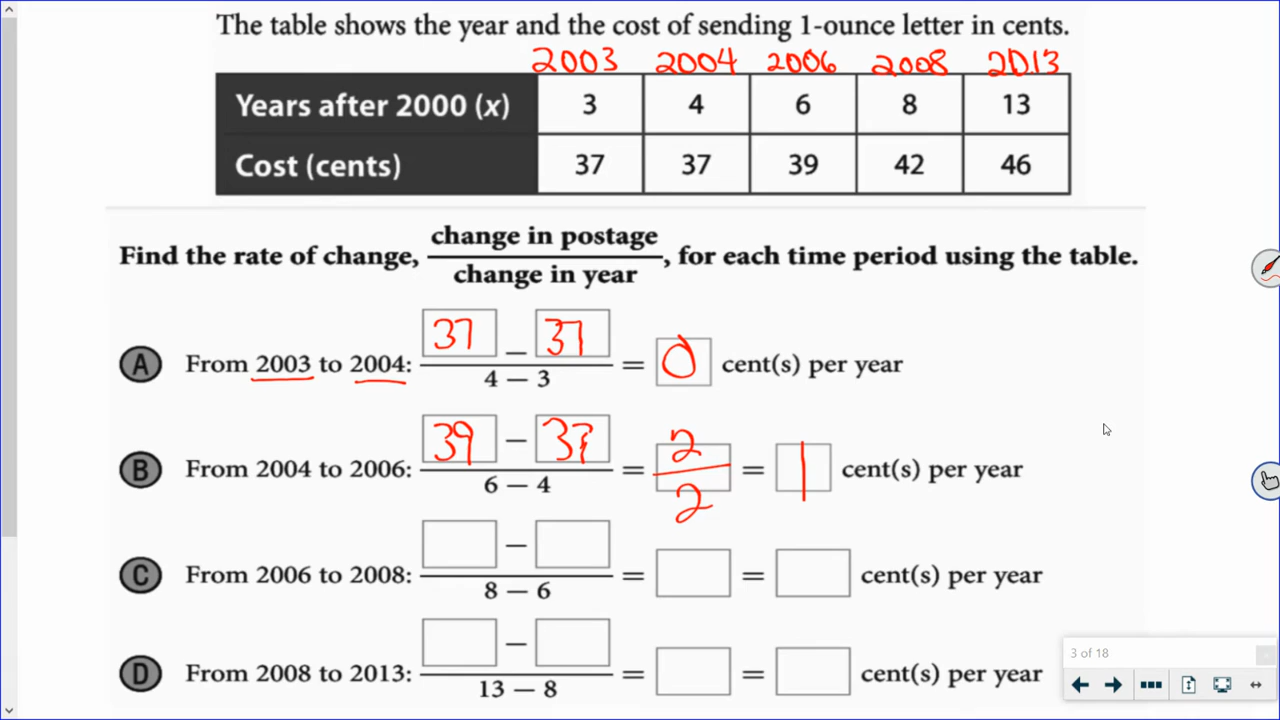 The table shows the year and the cost of sending 1-ounce letter in cents.
2003 2004 2006 2008 2013
Years after 2000 (x) 3 4 6 8 13
Cost (cents) 37 37 39 42 46
change in postage
Find the rate of change, , for each time period using the table.
change in year
37 – 37
A From 2003 to 2004: = 0 cent(s) per year
4 – 3
39 – 37 2
B From 2004 to 2006: = = 1 cent(s) per year
6 – 4 2
–
C From 2006 to 2008: = = cent(s) per year
8 – 6
–
D From 2008 to 2013: = = cent(s) per year
13 – 8
3 of 18